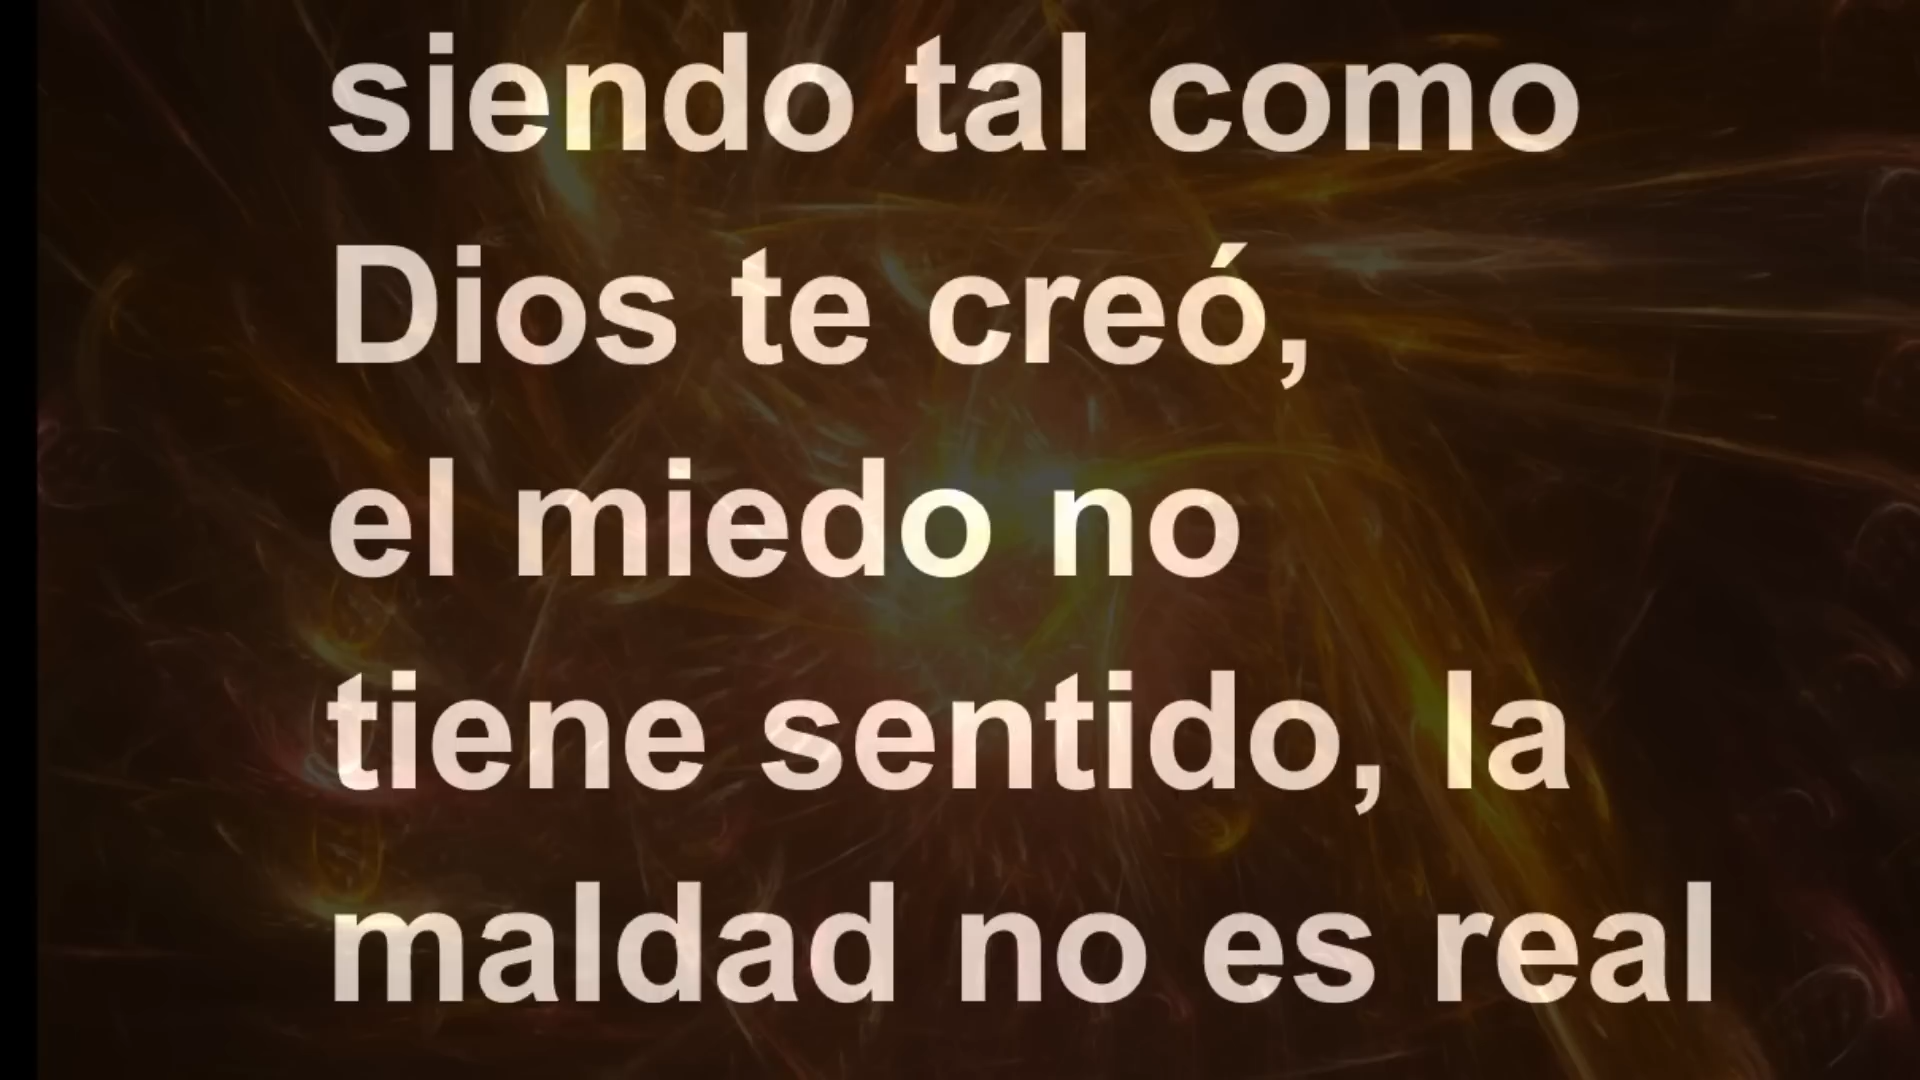 siendo tal como
Dios te creó,
el miedo no
tiene sentido, la
maldad no es real